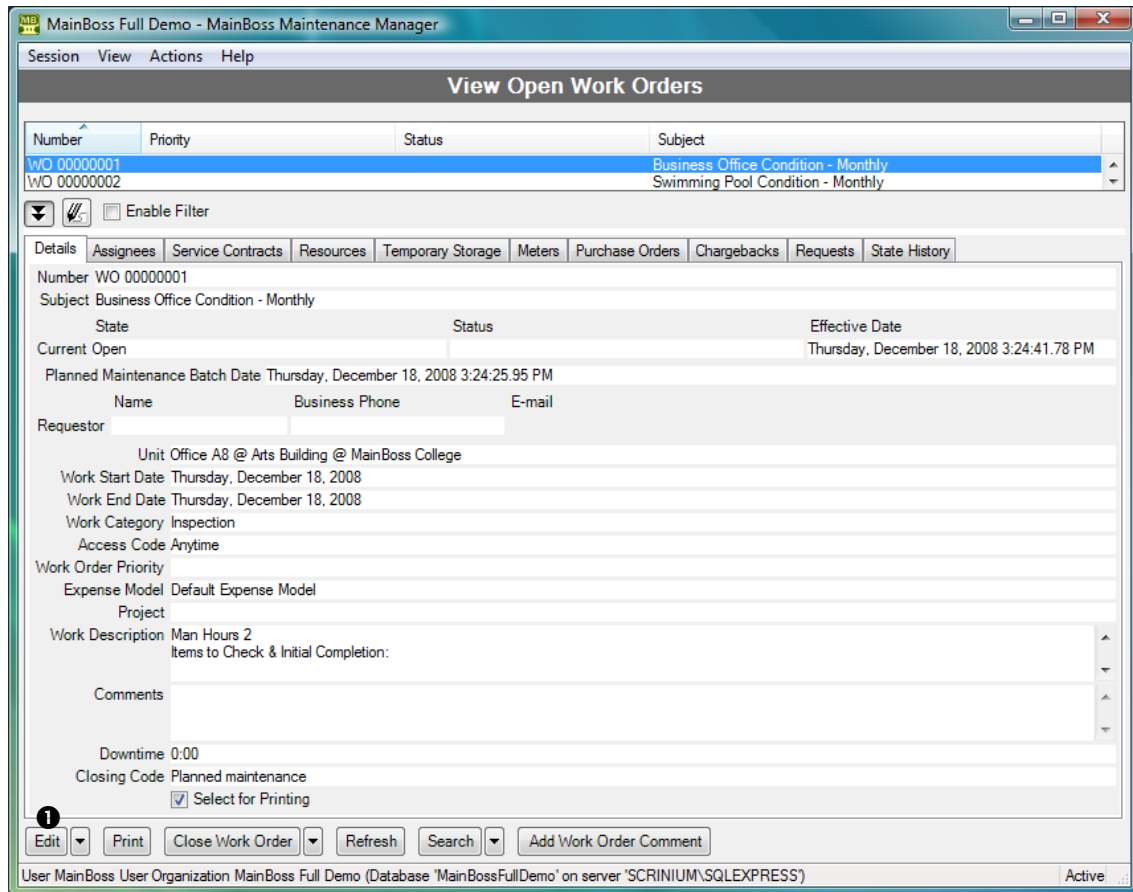 MainBoss Full Demo - MainBoss Maintenance Manager
Session View Actions Help
View Open Work Orders
Number Priority Status Subject
WO 00000001 Business Office Condition - Monthly
WO 00000002 Swimming Pool Condition - Monthly
Enable Filter
Details Assignees Service Contracts Resources Temporary Storage Meters Purchase Orders Chargebacks Requests State History
Number WO 00000001
Subject Business Office Condition - Monthly
State Status Effective Date
Current Open Thursday, December 18, 2008 3:24:41.78 PM
Planned Maintenance Batch Date Thursday, December 18, 2008 3:24:25.95 PM
Name Business Phone E-mail
Requestor
Unit Office A8 @ Arts Building @ MainBoss College
Work Start Date Thursday, December 18, 2008
Work End Date Thursday, December 18, 2008
Work Category Inspection
Access Code Anytime
Work Order Priority
Expense Model Default Expense Model
Project
Work Description Man Hours 2
Items to Check & Initial Completion:
Comments
Downtime 0:00
Closing Code Planned maintenance
Select for Printing
1
Edit Print Close Work Order Refresh Search Add Work Order Comment
User MainBoss User Organization MainBoss Full Demo (Database 'MainBossFullDemo' on server 'SCRINIUM\SQLEXPRESS') Active